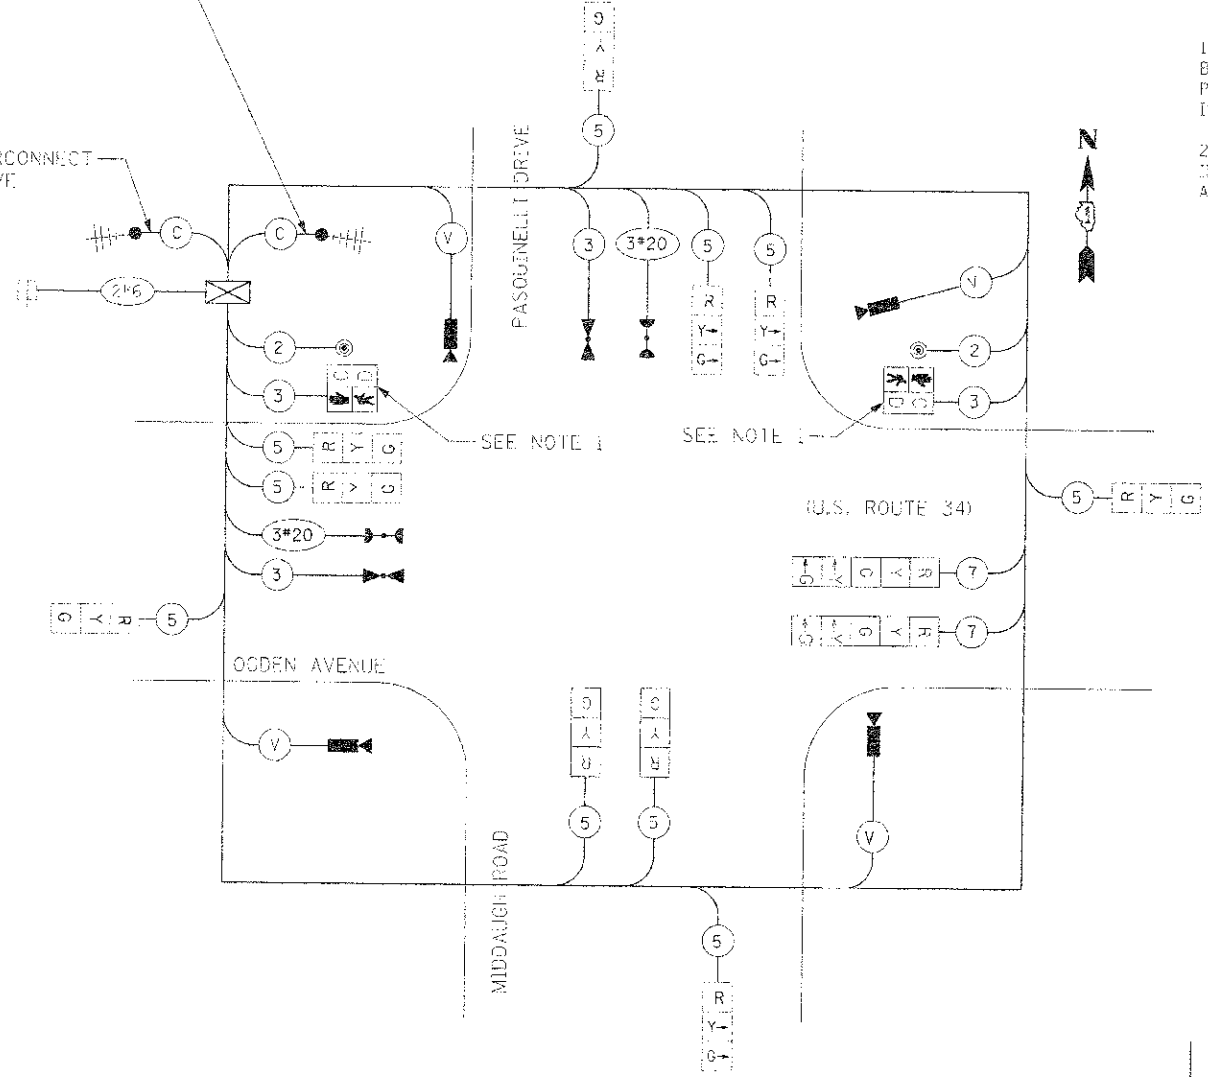 G
Y
R
5
RCONNECT
N
C
C
V
3
3#20
5
5
V
PASQUINELLI DRIVE
2#6
R
Y→
G→
R
Y→
G→
2
2
3
C D
D C
3
SEE NOTE 1
SEE NOTE 1
5 R Y G
5 R Y G
5 R Y G
(U.S. ROUTE 34)
3#20
3
G Y R 5
G Y G Y R 7
G Y G Y R 7
OGDEN AVENUE
V
G
Y
R
5
G
Y
R
5
V
MIDDAUGH ROAD
5
R
Y→
G→